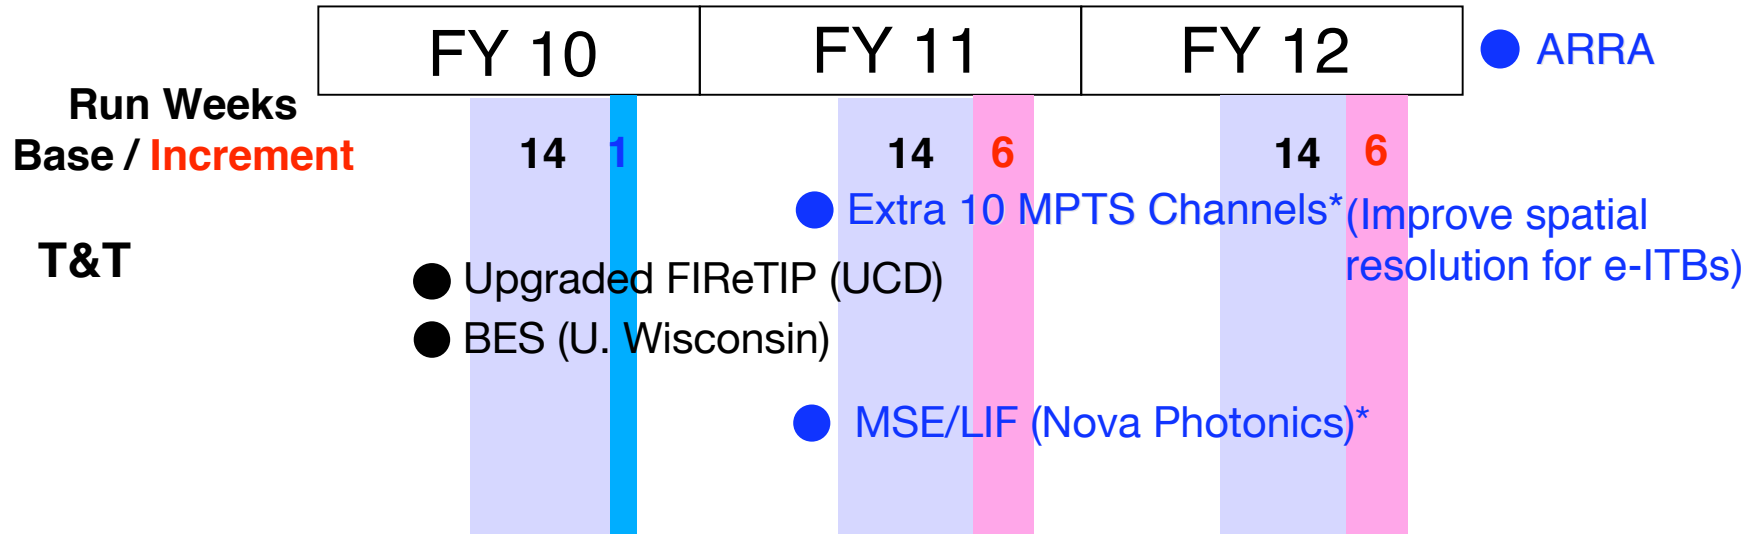 FY 10 FY 11 FY 12 ARRA
Run Weeks
Base / Increment 14 1 14 6 14 6
Extra 10 MPTS Channels* (Improve spatial
resolution for e-ITBs)
T&T
Upgraded FIReTIP (UCD)
BES (U. Wisconsin)
MSE/LIF (Nova Photonics)*